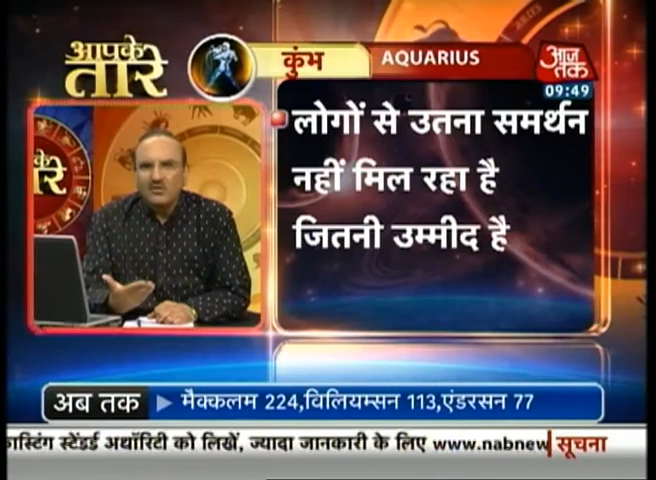 आपके
तारे
कुंभ
AQUARIUS
आज
तक
09:49
लोगों से उतना समर्थन
नहीं मिल रहा है
जितनी उम्मीद है
के
रे
अब तक
मैक्कलम 224,विलियम्सन 113,एंडरसन 77
कास्टिंग स्टेंडर्ड अथॉरिटी को लिखें, ज्यादा जानकारी के लिए www.nabnew
सूचना